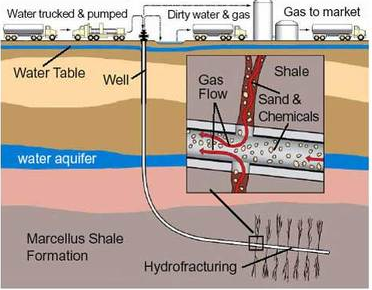 Water trucked & pumped
Dirty water & gas
Gas to market
Water Table
Well
Gas
Flow
Shale
Sand &
Chemicals
water aquifer
Marcellus Shale
Formation
Hydrofracturing